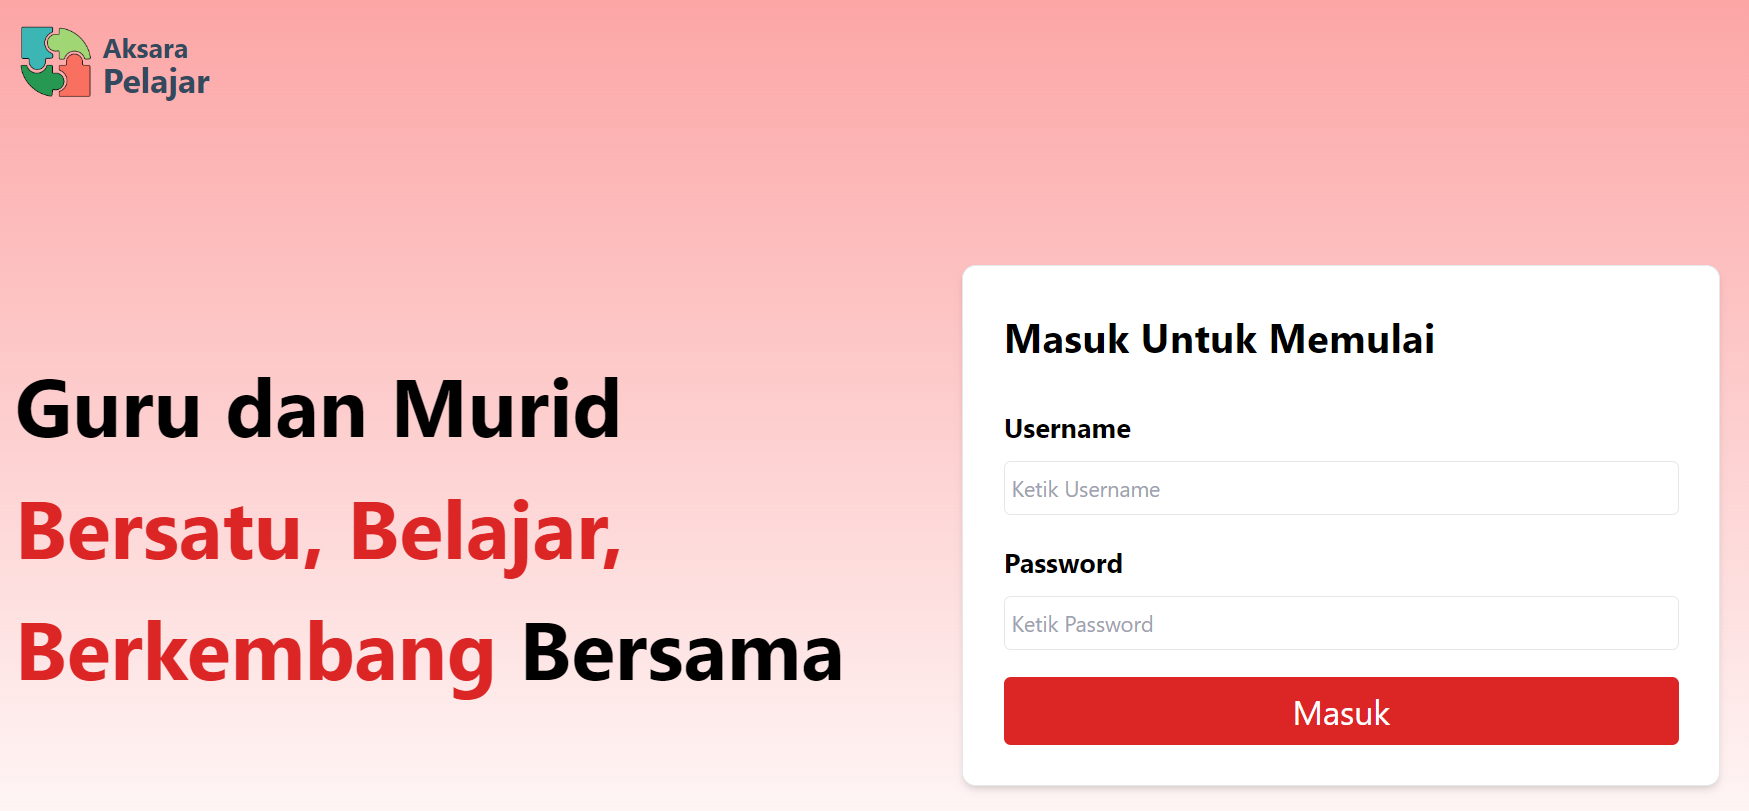 Aksara
Pelajar
Guru dan Murid
Bersatu, Belajar,
Berkembang Bersama
Masuk Untuk Memulai
Username
Ketik Username
Password
Ketik Password
Masuk